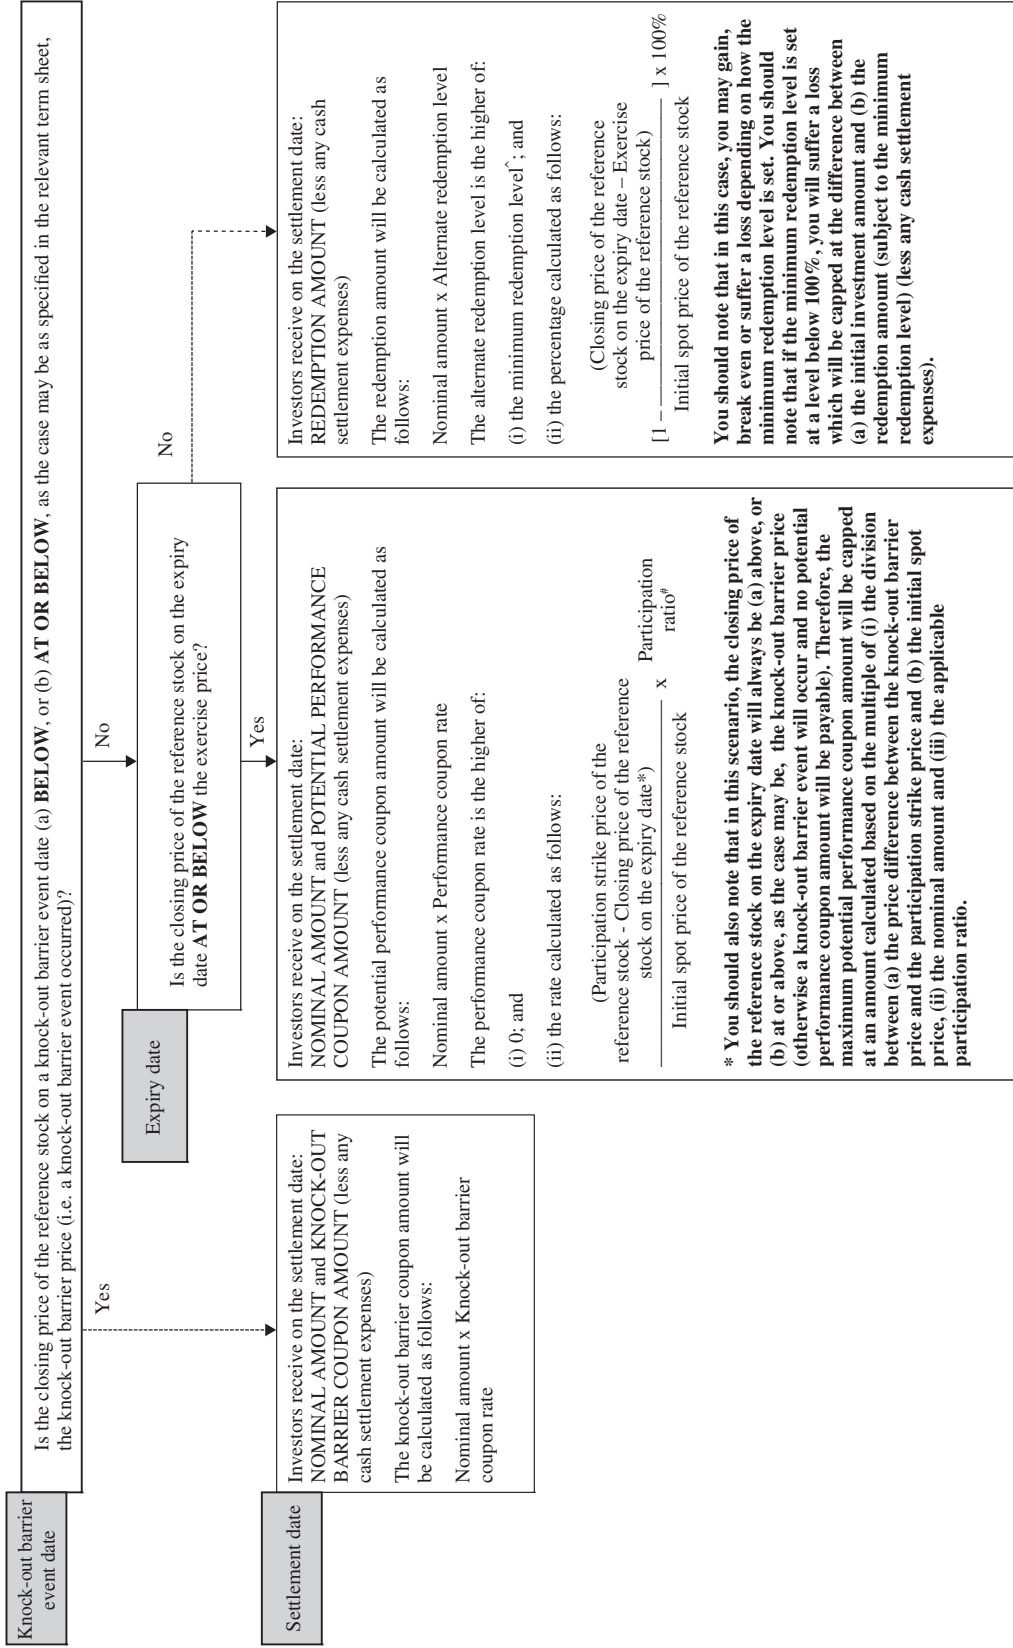 Knock-out barrier
event date
Is the closing price of the reference stock on a knock-out barrier event date (a) BELOW, or (b) AT OR BELOW, as the case may be as specified in the relevant term sheet,
the knock-out barrier price (i.e. a knock-out barrier event occurred)?
Yes
No
Expiry date
Is the closing price of the reference stock on the expiry
date AT OR BELOW the exercise price?
Yes
No
Settlement date
Investors receive on the settlement date:
NOMINAL AMOUNT and KNOCK-OUT
BARRIER COUPON AMOUNT (less any
cash settlement expenses)
The knock-out barrier coupon amount will
be calculated as follows:
Nominal amount x Knock-out barrier
coupon rate
Investors receive on the settlement date:
NOMINAL AMOUNT and POTENTIAL PERFORMANCE
COUPON AMOUNT (less any cash settlement expenses)
The potential performance coupon amount will be calculated as
follows:
Nominal amount x Performance coupon rate
The performance coupon rate is the higher of:
(i) 0; and
(ii) the rate calculated as follows:
(Participation strike price of the
reference stock - Closing price of the reference
stock on the expiry date*)
Initial spot price of the reference stock
x
Participation
ratio#
* You should also note that in this scenario, the closing price of
the reference stock on the expiry date will always be (a) above, or
(b) at or above, as the case may be, the knock-out barrier price
(otherwise a knock-out barrier event will occur and no potential
performance coupon amount will be payable). Therefore, the
maximum potential performance coupon amount will be capped
at an amount calculated based on the multiple of (i) the division
between (a) the price difference between the knock-out barrier
price and the participation strike price and (b) the initial spot
price, (ii) the nominal amount and (iii) the applicable
participation ratio.
Investors receive on the settlement date:
REDEMPTION AMOUNT (less any cash
settlement expenses)
The redemption amount will be calculated as
follows:
Nominal amount x Alternate redemption level
The alternate redemption level is the higher of:
(i) the minimum redemption level^; and
(ii) the percentage calculated as follows:
(Closing price of the reference
stock on the expiry date – Exercise
price of the reference stock)
[1 – ] x 100%
Initial spot price of the reference stock
You should note that in this case, you may gain,
break even or suffer a loss depending on how the
minimum redemption level is set. You should
note that if the minimum redemption level is set
at a level below 100%, you will suffer a loss
which will be capped at the difference between
(a) the initial investment amount and (b) the
redemption amount (subject to the minimum
redemption level) (less any cash settlement
expenses).